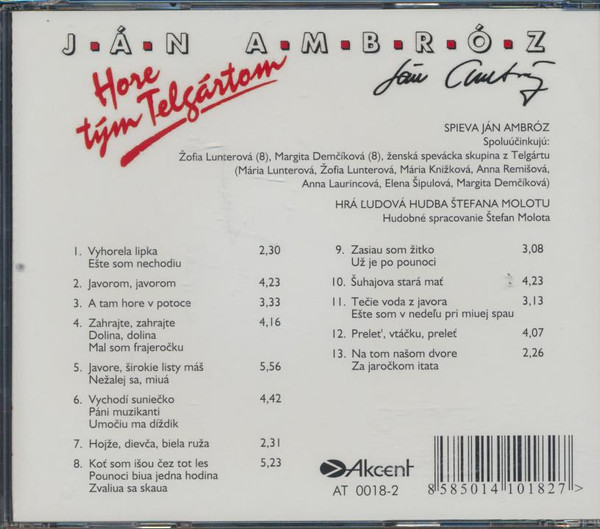 JÁN AMBRÓZ
Hore
tým Telgártom
SPIEVA JÁN AMBRÓZ
Spoluúčinkujú:
Žofia Lunterová (8), Margita Demčíková (8), ženská spevácka skupina z Telgártu
(Mária Lunterová, Žofia Lunterová, Mária Knižková, Anna Remišová,
Anna Laurincová, Elena Šipulová, Margita Demčíková)
HRÁ ĽUDOVÁ HUDBA ŠTEFANA MOLOTU
Hudobné spracovanie Štefan Molota
1. Vyhorela lipka 2,30
Ešte som nechodiu
2. Javorom, javorom 4,23
3. A tam hore v potoce 3,33
4. Zahrajte, zahrajte 4,16
Dolina, dolina
Mal som frajeročku
5. Javore, širokie listy máš 5,56
Nežalej sa, miuá
6. Vychodí suniečko 4,42
Páni muzikanti
Umočiu ma díždik
7. Hojže, dievča, biela ruža 2,31
8. Koť som išou čez tot les 5,23
Pounoci biua jedna hodina
Zvaliua sa skaua
9. Zasiau som žitko 3,08
Už je po pounoci
10. Šuhajova stará mať 4,23
11. Tečie voda z javora 3,13
Ešte som v nedeľu pri miuej spau
12. Preleť, vtáčku, preleť 4,07
13. Na tom našom dvore 2,26
Za jaročkom itata
Akcent
AT 0018-2
8585014101827